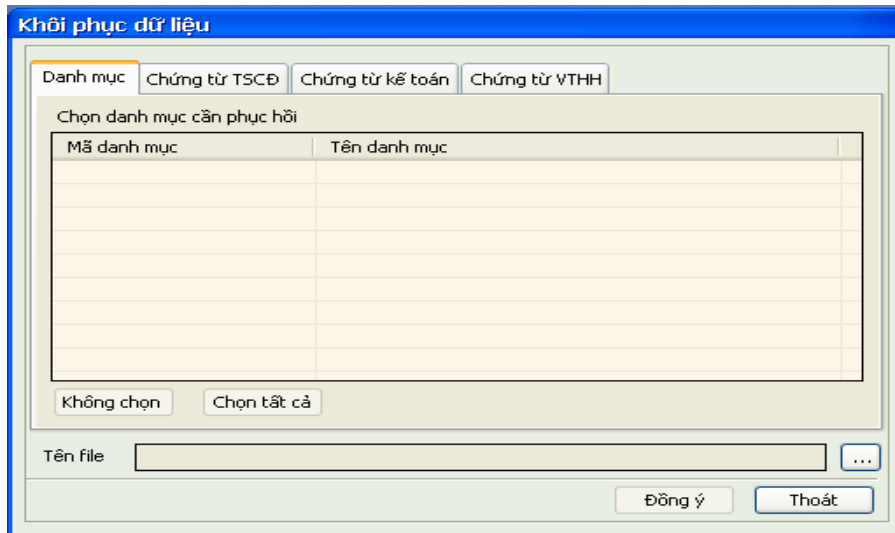 Khôi phục dữ liệu
Danh mục Chứng từ TSCĐ Chứng từ kế toán Chứng từ VTHH
Chọn danh mục cần phục hồi
Mã danh mục Tên danh mục
Không chọn Chọn tất cả
Tên file ...
Đồng ý Thoát